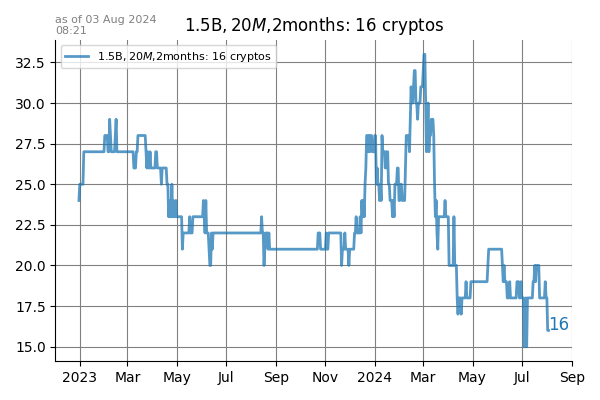 as of 03 Aug 2024
08:21
1.5B, 20M,2months: 16 cryptos
1.5B, 20M,2months: 16 cryptos
32.5
30.0
27.5
25.0
22.5
20.0
17.5
15.0
16
2023 Mar May Jul Sep Nov 2024 Mar May Jul Sep